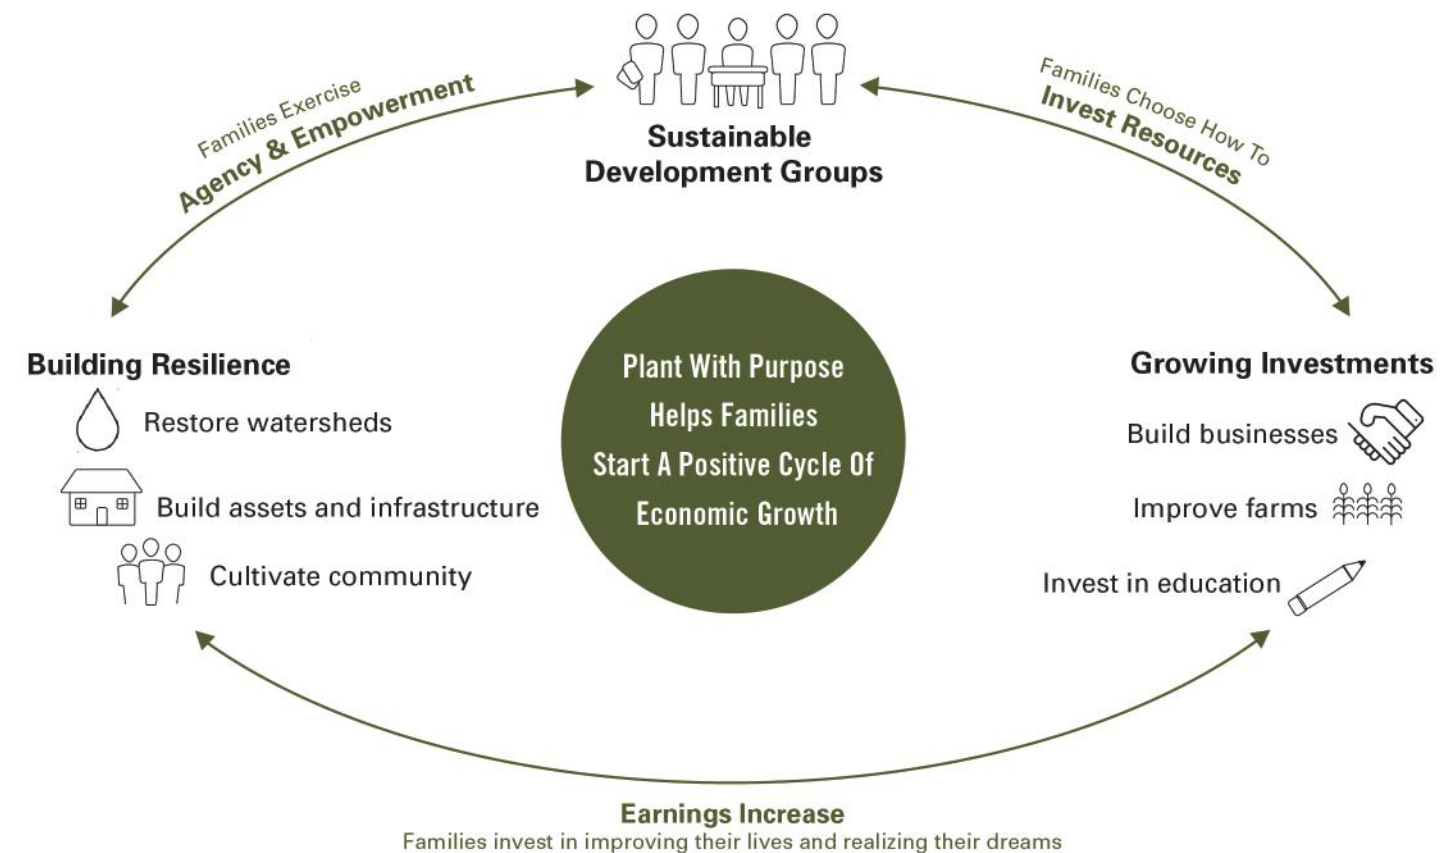 Families Exercise
Agency & Empowerment
Families Choose How To
Invest Resources
Sustainable
Development Groups
Building Resilience
Restore watersheds
Build assets and infrastructure
Cultivate community
Plant With Purpose
Helps Families
Start A Positive Cycle Of
Economic Growth
Growing Investments
Build businesses
Improve farms
Invest in education
Earnings Increase
Families invest in improving their lives and realizing their dreams